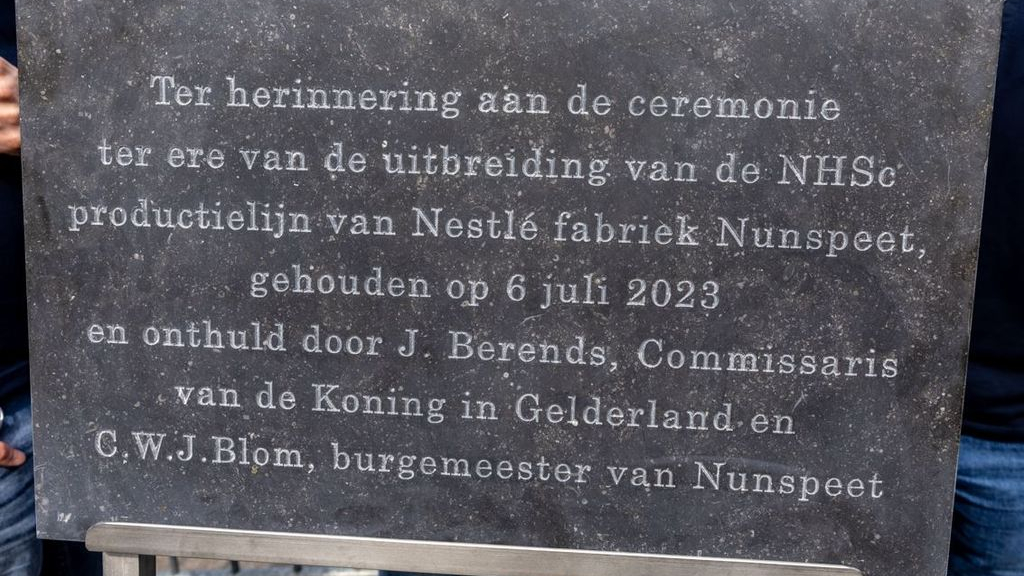 Ter herinnering aan de ceremonie
ter ere van de uitbreiding van de NHSc
productielijn van Nestlé fabriek Nunspeet,
gehouden op 6 juli 2023
en onthuld door J. Berends, Commissaris
van de Koning in Gelderland en
C.W.J.Blom, burgemeester van Nunspeet